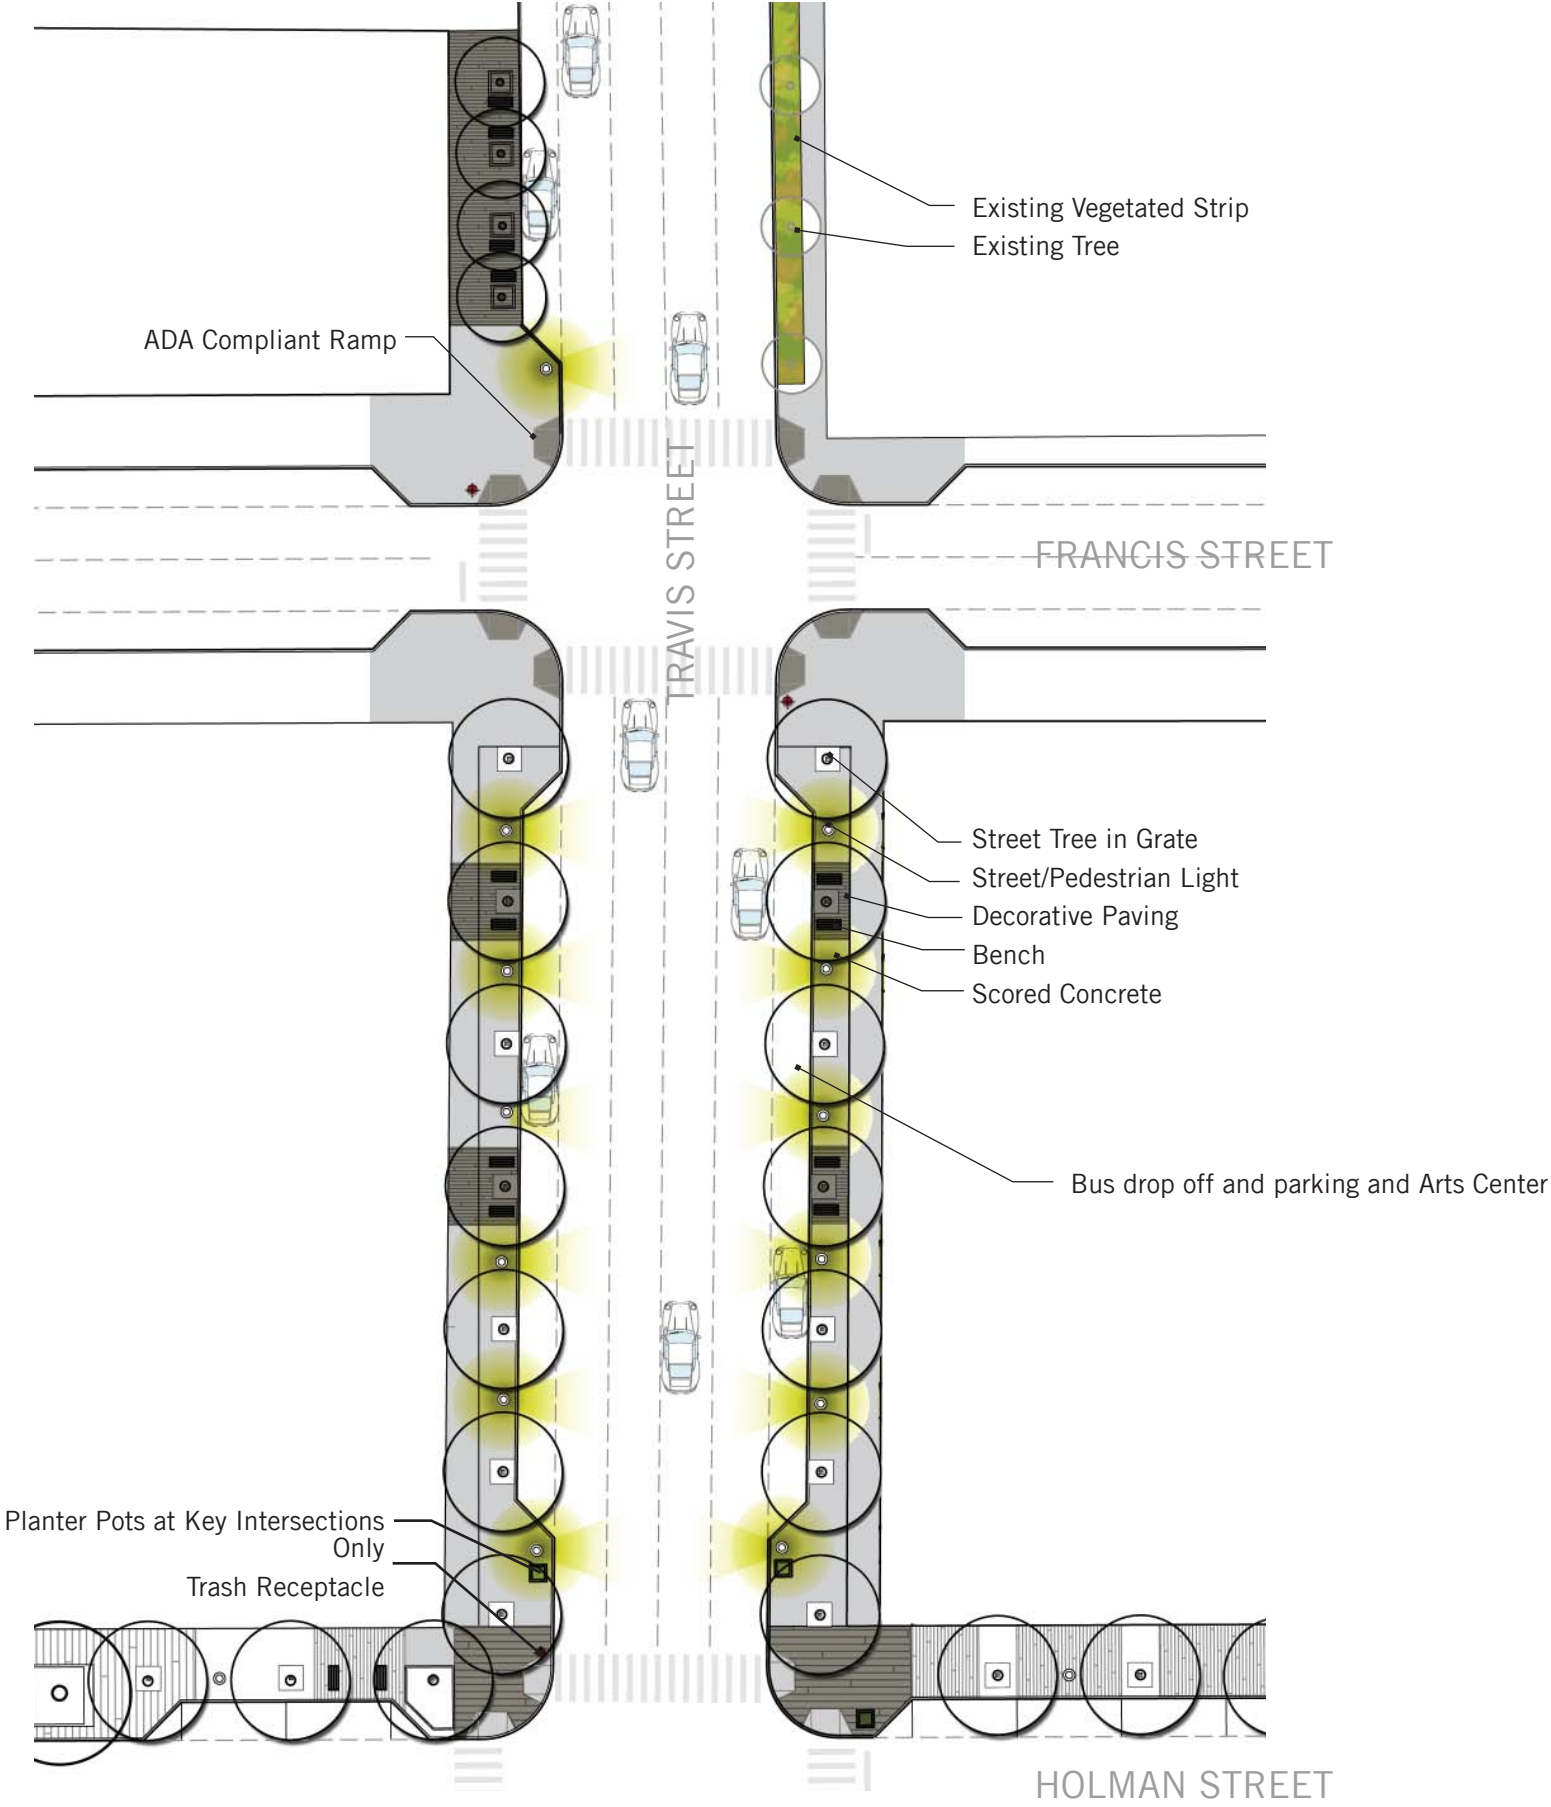 Existing Vegetated Strip
Existing Tree
ADA Compliant Ramp
TRAVIS STREET
FRANCIS STREET
Street Tree in Grate
Street/Pedestrian Light
Decorative Paving
Bench
Scored Concrete
Bus drop off and parking and Arts Center
Planter Pots at Key Intersections
Only
Trash Receptacle
HOLMAN STREET